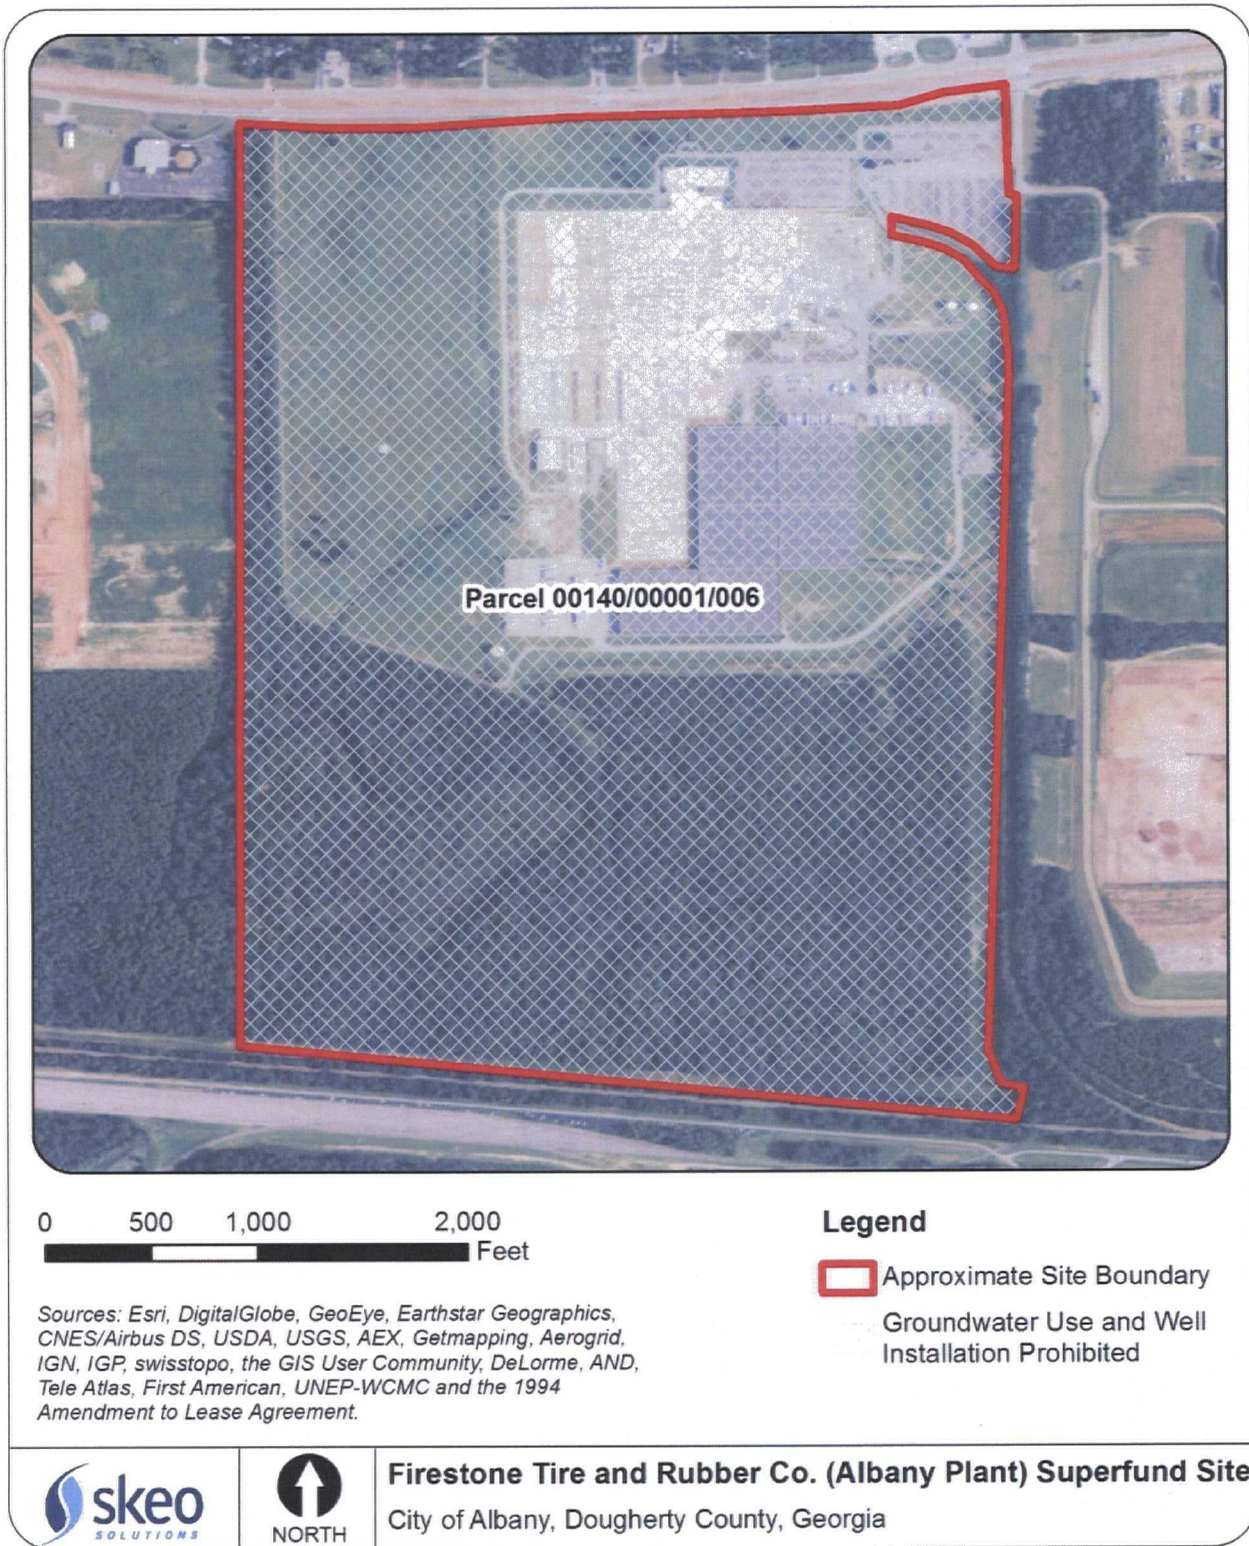 Parcel 00140/00001/006
0 500 1,000 2,000
Feet
Sources: Esri, DigitalGlobe, GeoEye, Earthstar Geographics,
CNES/Airbus DS, USDA, USGS, AEX, Getmapping, Aerogrid,
IGN, IGP, swisstopo, the GIS User Community, DeLorme, AND,
Tele Atlas, First American, UNEP-WCMC and the 1994
Amendment to Lease Agreement.
Legend
Approximate Site Boundary
Groundwater Use and Well
Installation Prohibited
skeo
SOLUTIONS
NORTH
Firestone Tire and Rubber Co. (Albany Plant) Superfund Site
City of Albany, Dougherty County, Georgia